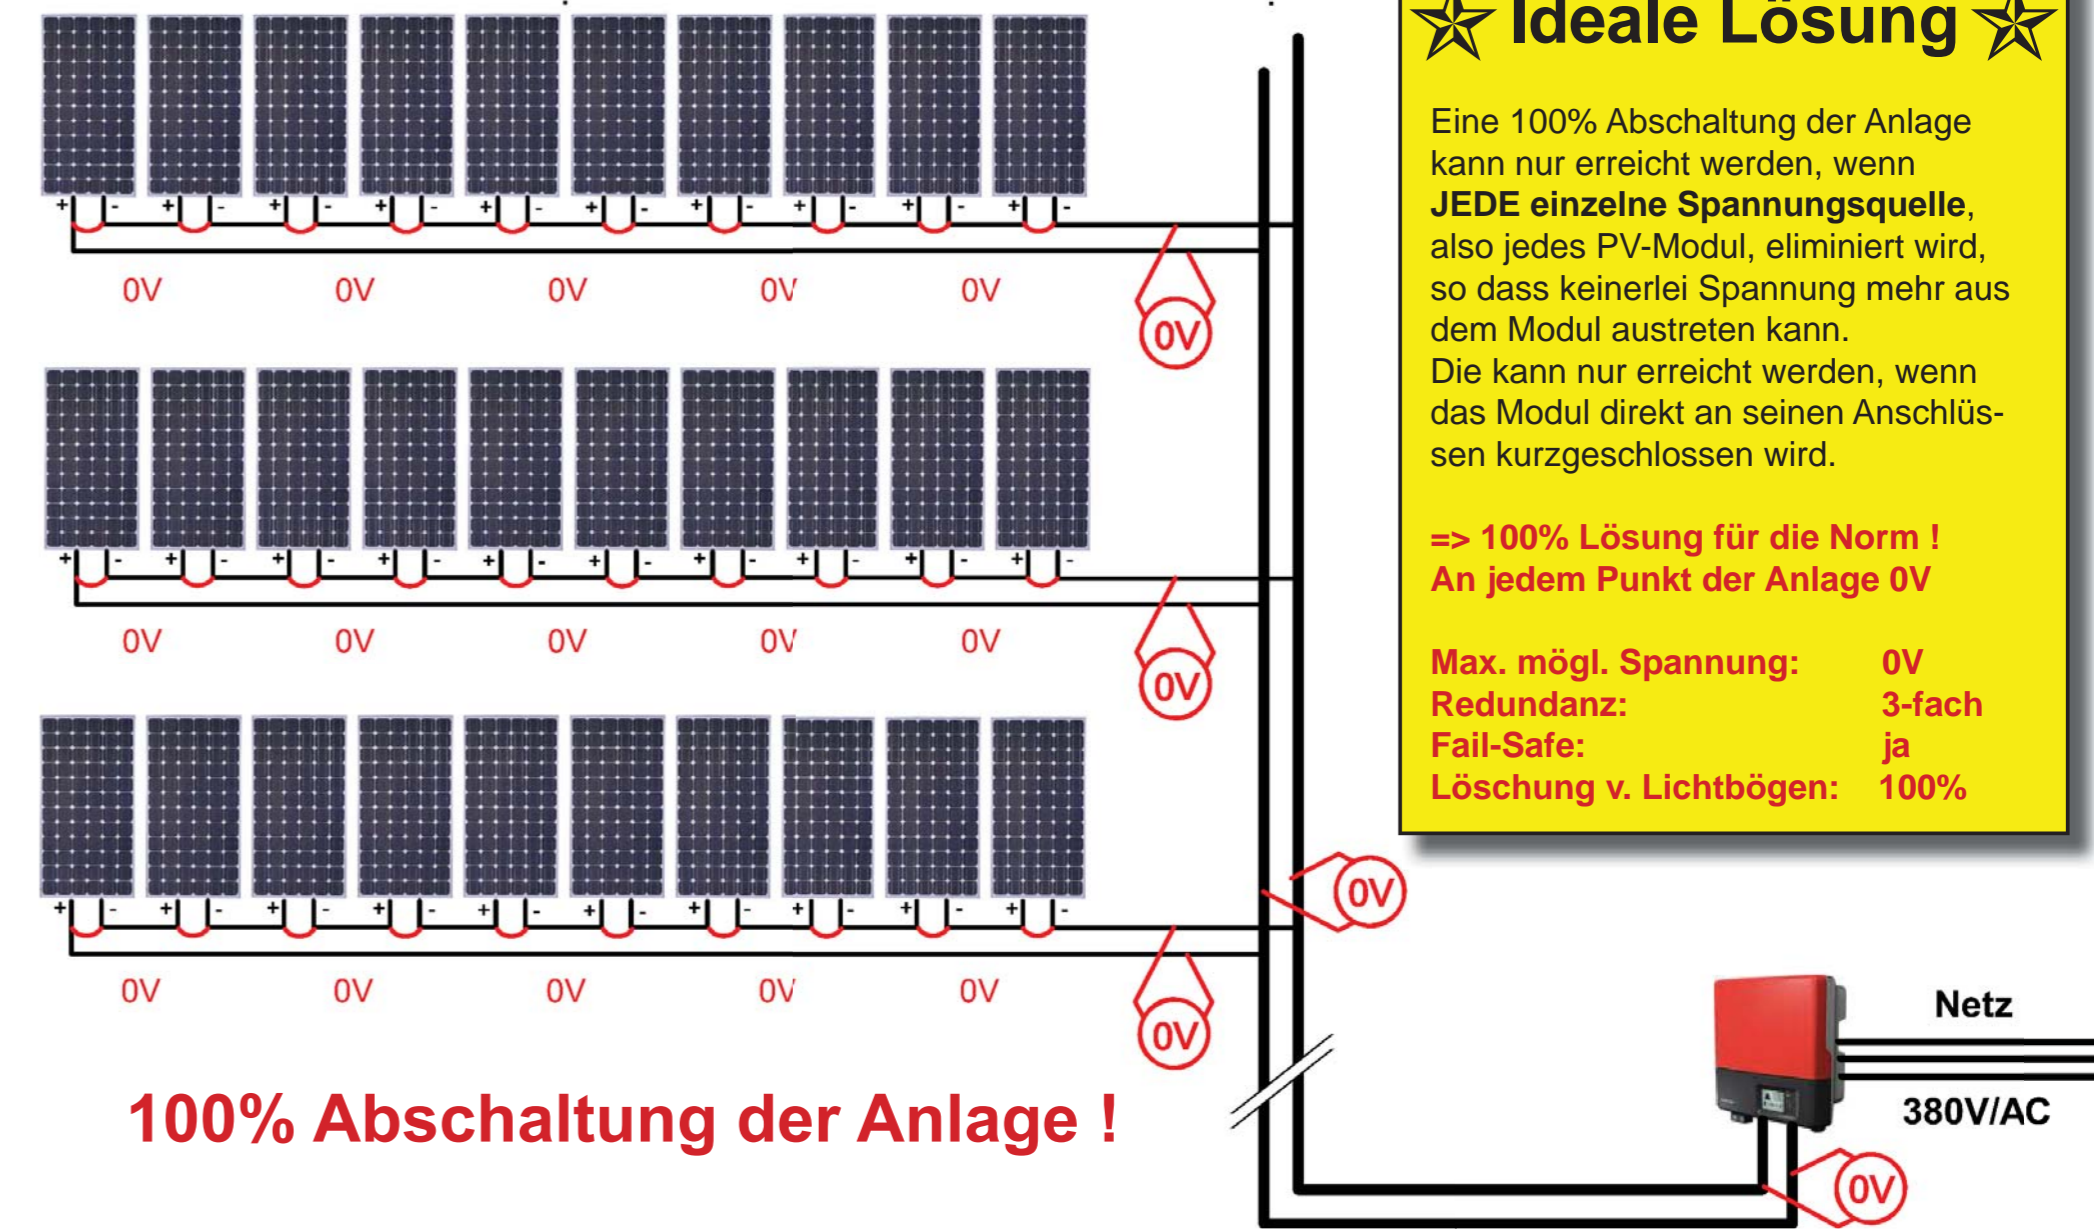 Ideale Lösung
Eine 100% Abschaltung der Anlage
kann nur erreicht werden, wenn
JEDE einzelne Spannungsquelle,
also jedes PV-Modul, eliminiert wird,
so dass keinerlei Spannung mehr aus
dem Modul austreten kann.
Die kann nur erreicht werden, wenn
das Modul direkt an seinen Anschlüs-
sen kurzgeschlossen wird.
=> 100% Lösung für die Norm !
An jedem Punkt der Anlage 0V
Max. mögl. Spannung: 0V
Redundanz: 3-fach
Fail-Safe: ja
Löschung v. Lichtbögen: 100%
+ - + - + - + - + - + - + - + - + - + -
0V 0V 0V 0V 0V
0V
+ - + - + - + - + - + - + - + - + - + -
0V 0V 0V 0V 0V
0V
0V
+ - + - + - + - + - + - + - + - + - + -
0V 0V 0V 0V 0V
0V
100% Abschaltung der Anlage !
Netz
380V/AC
0V